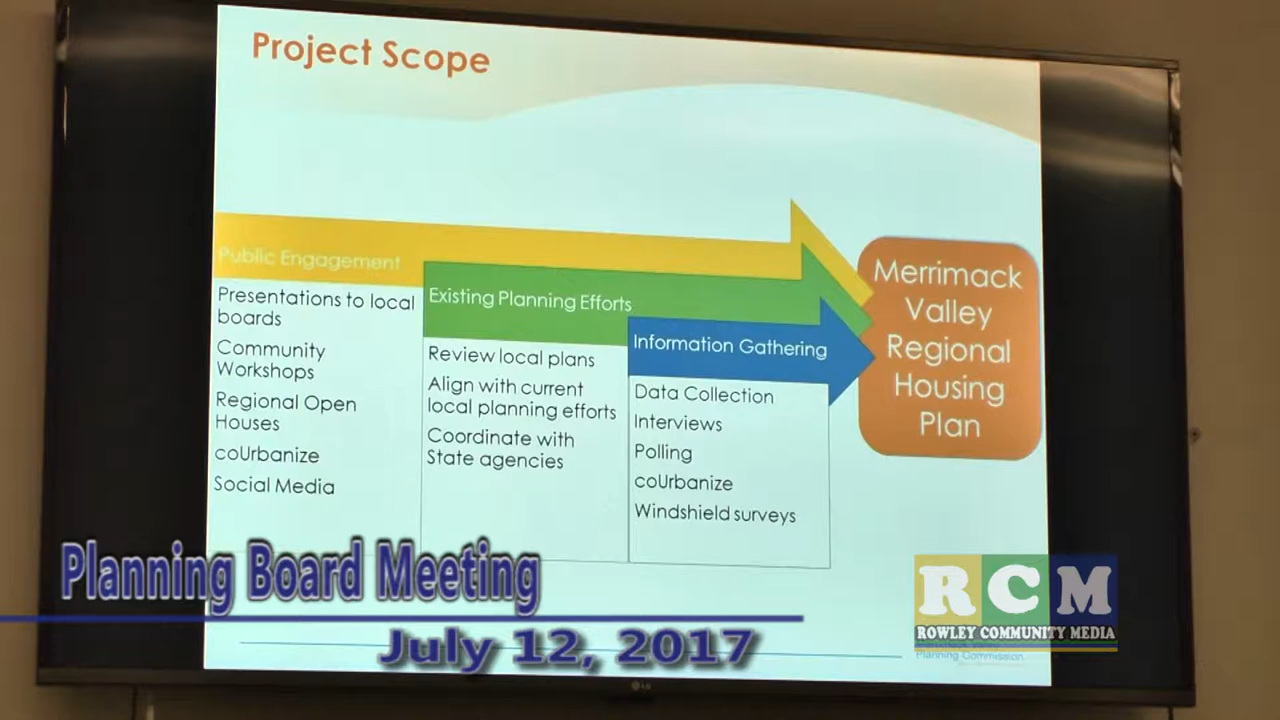 Project Scope
Public Engagement
Presentations to local
boards
Community
Workshops
Regional Open
Houses
coUrbanize
Social Media
Existing Planning Efforts
Review local plans
Align with current
local planning efforts
Coordinate with
State agencies
Information Gathering
Data Collection
Interviews
Polling
coUrbanize
Windshield surveys
Merrimack
Valley
Regional
Housing
Plan
Planning Board Meeting
July 12, 2017
RCM
ROWLEY COMMUNITY MEDIA
Planning Commission
LG